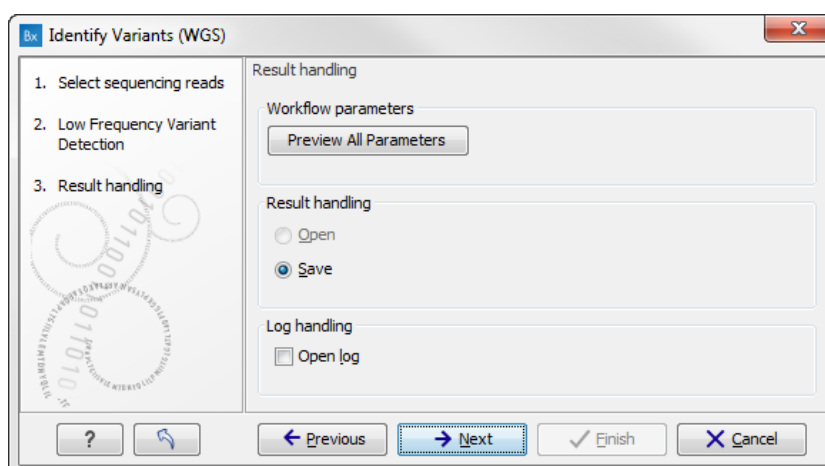 Bx Identify Variants (WGS)
1. Select sequencing reads
2. Low Frequency Variant
Detection
3. Result handling
Result handling
Workflow parameters
Preview All Parameters
Result handling
Open
Save
Log handling
Open log
? Previous Next Finish Cancel